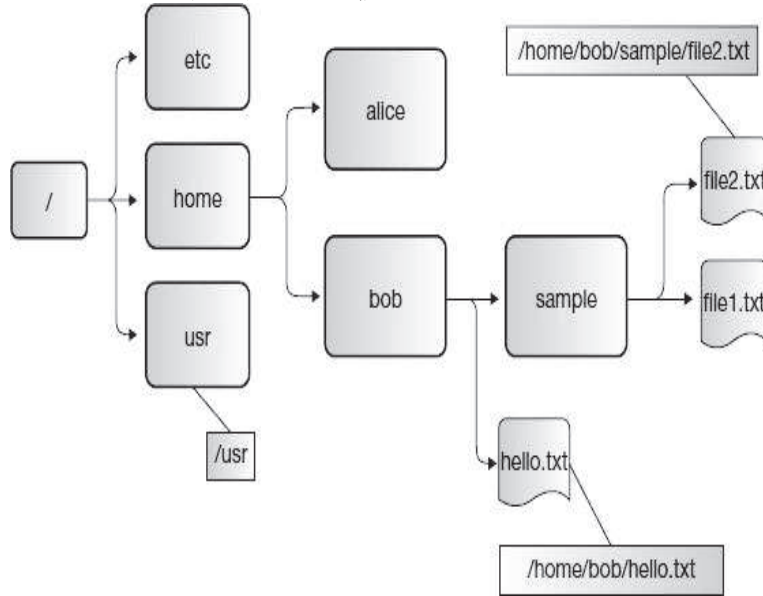 etc
/home/bob/sample/file2.txt
alice
file2.txt
/
home
bob
sample
file1.txt
usr
/usr
hello.txt
/home/bob/hello.txt